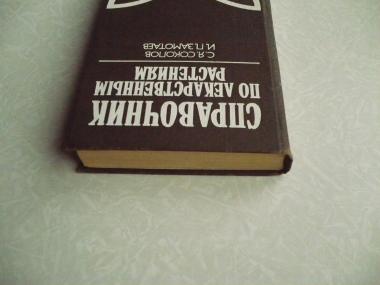 С.Я. СОКОЛОВ
И.П. ЗАМОТАЕВ
СПРАВОЧНИК
ПО ЛЕКАРСТВЕННЫМ
РАСТЕНИЯМ